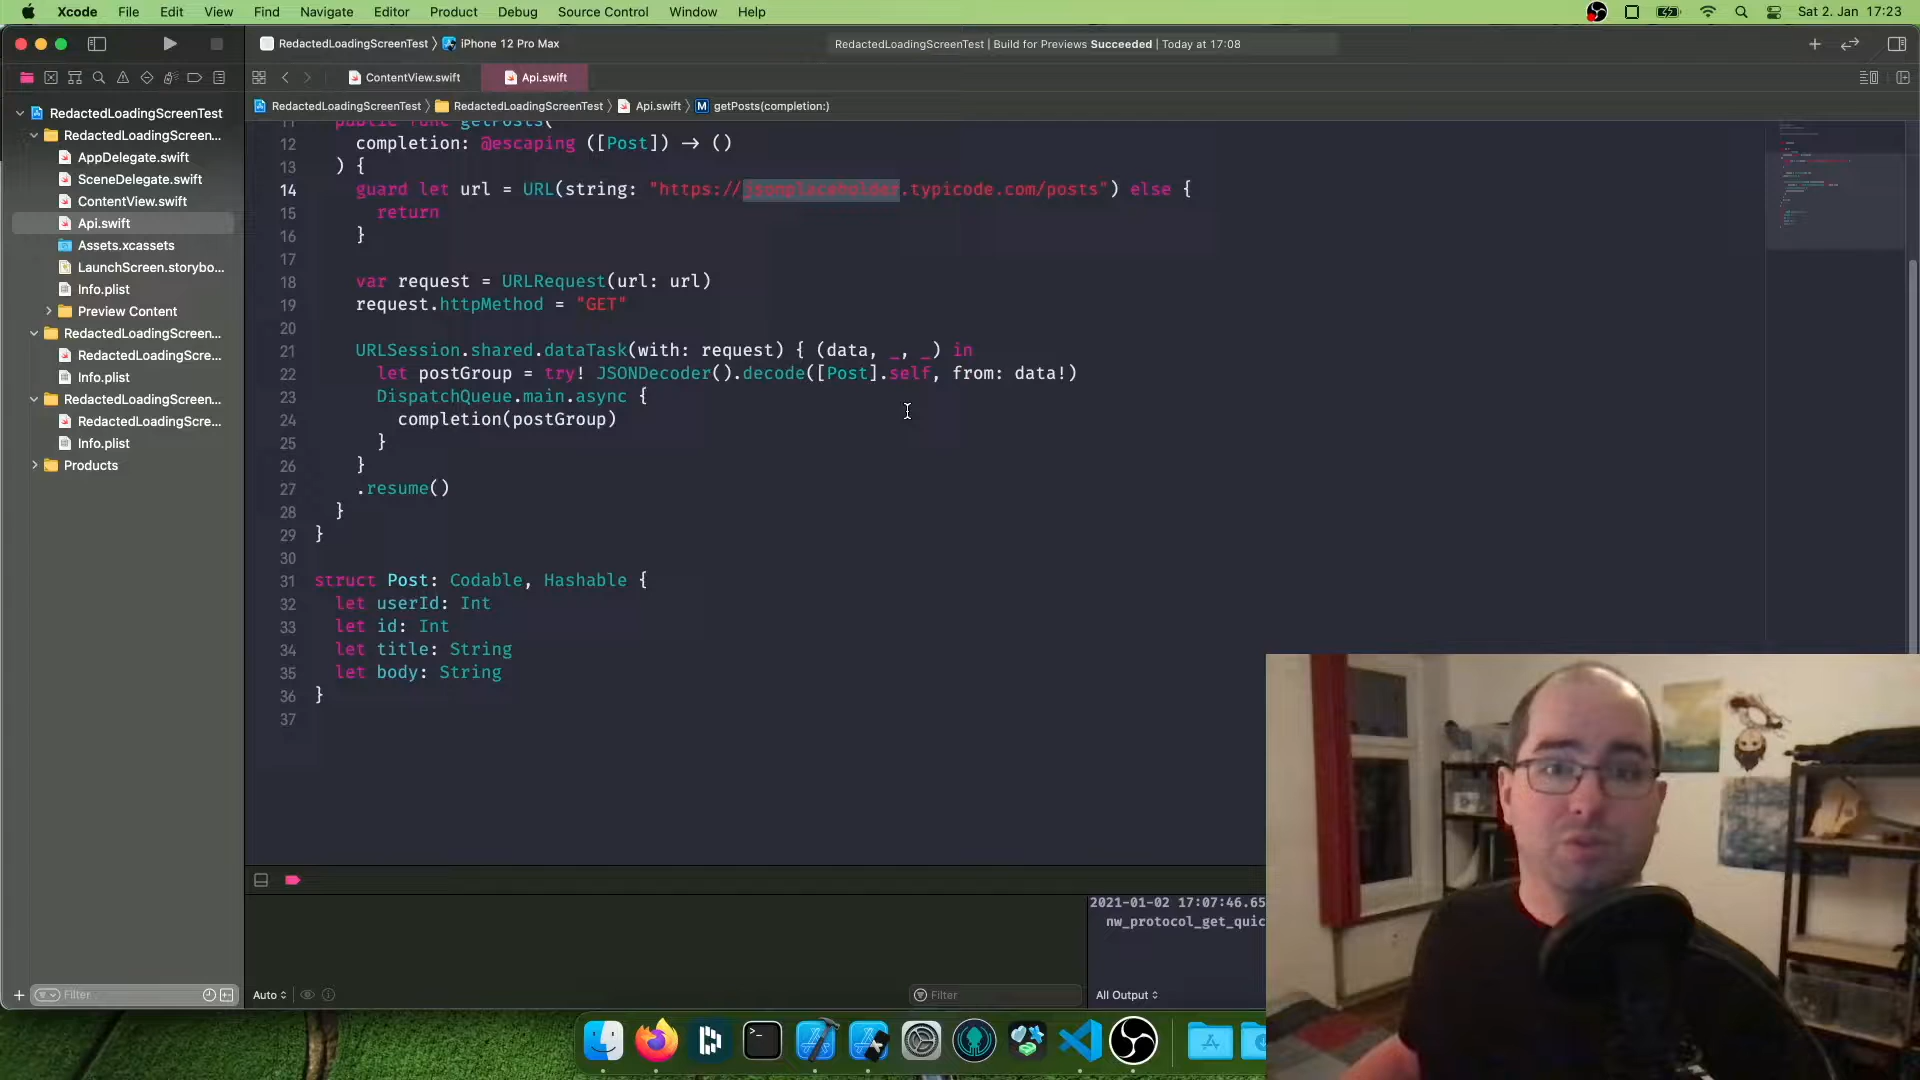 Xcode File Edit View Find Navigate Editor Product Debug Source Control Window Help Sat 2. Jan 17:23
RedactedLoadingScreenTest 〉 iPhone 12 Pro Max
RedactedLoadingScreenTest | Build for Previews Succeeded | Today at 17:08
ContentView.swift
Api.swift
RedactedLoadingScreenTest 〉 RedactedLoadingScreenTest 〉 Api.swift 〉 M getPosts(completion:)
RedactedLoadingScreenTest
RedactedLoadingScreen...
AppDelegate.swift
SceneDelegate.swift
ContentView.swift
Api.swift
Assets.xcassets
LaunchScreen.storybo...
Info.plist
Preview Content
RedactedLoadingScreen...
RedactedLoadingScre...
Info.plist
RedactedLoadingScreen...
RedactedLoadingScre...
Info.plist
Products
Filter
11 public func getPosts(
12 completion: @escaping ([Post]) -> ()
13 ) {
14 guard let url = URL(string: "https://jsonplaceholder.typicode.com/posts") else {
15 return
16 }
17
18 var request = URLRequest(url: url)
19 request.httpMethod = "GET"
20
21 URLSession.shared.dataTask(with: request) { (data, _, _) in
22 let postGroup = try! JSONDecoder().decode([Post].self, from: data!)
23 DispatchQueue.main.async {
24 completion(postGroup)
25 }
26 }
27 .resume()
28 }
29 }
30
31 struct Post: Codable, Hashable {
32 let userId: Int
33 let id: Int
34 let title: String
35 let body: String
36 }
37
2021-01-02 17:07:46.65
nw_protocol_get_quic
Auto
Filter
All Output